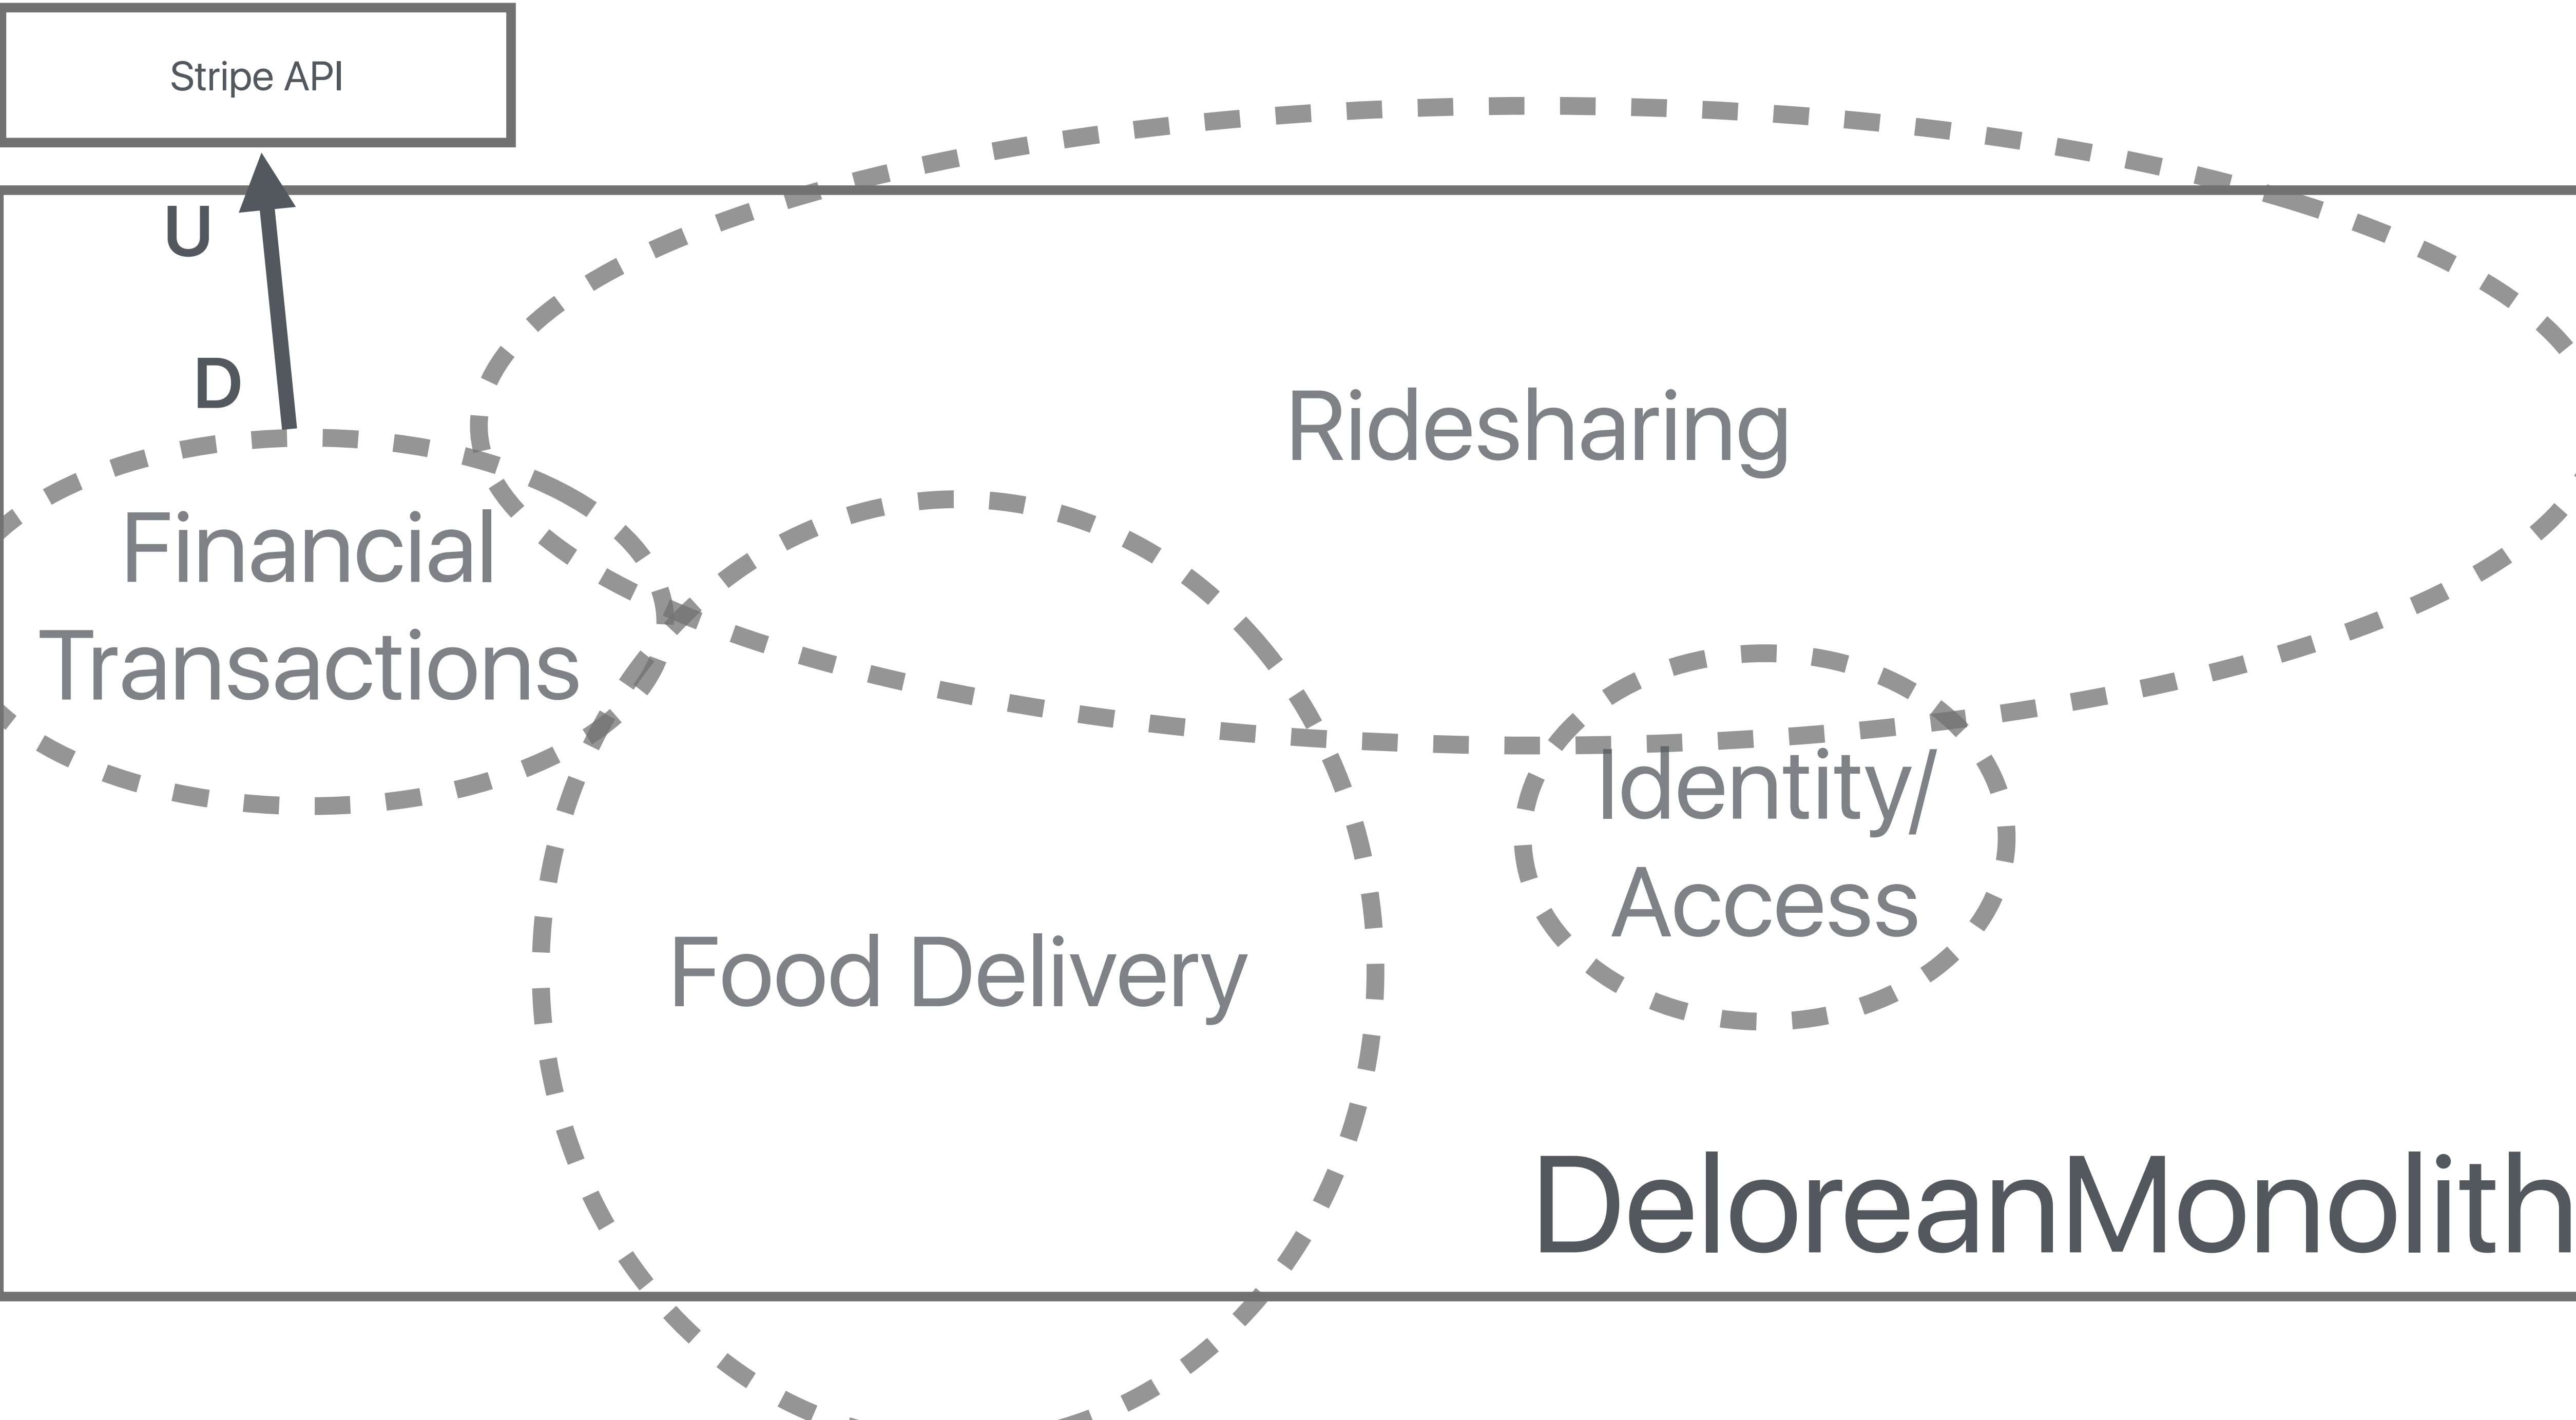 Stripe API
U
D
Ridesharing
Financial
Transactions
Identity/
Access
Food Delivery
DeloreanMonolith